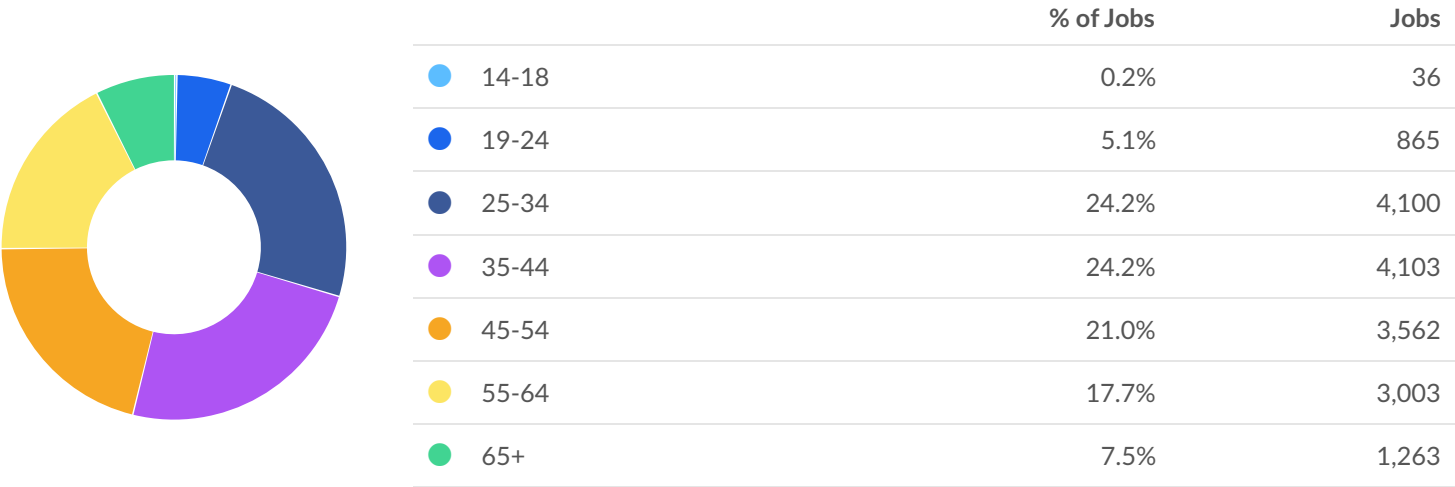 % of Jobs Jobs
14-18 0.2% 36
19-24 5.1% 865
25-34 24.2% 4,100
35-44 24.2% 4,103
45-54 21.0% 3,562
55-64 17.7% 3,003
65+ 7.5% 1,263